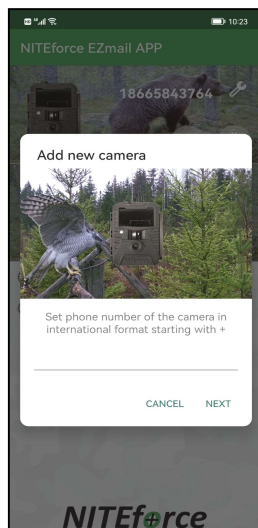 10:23
NITEforce EZmail APP
18665843764
Add new camera
Set phone number of the camera in
international format starting with +
CANCEL NEXT
NITEforce